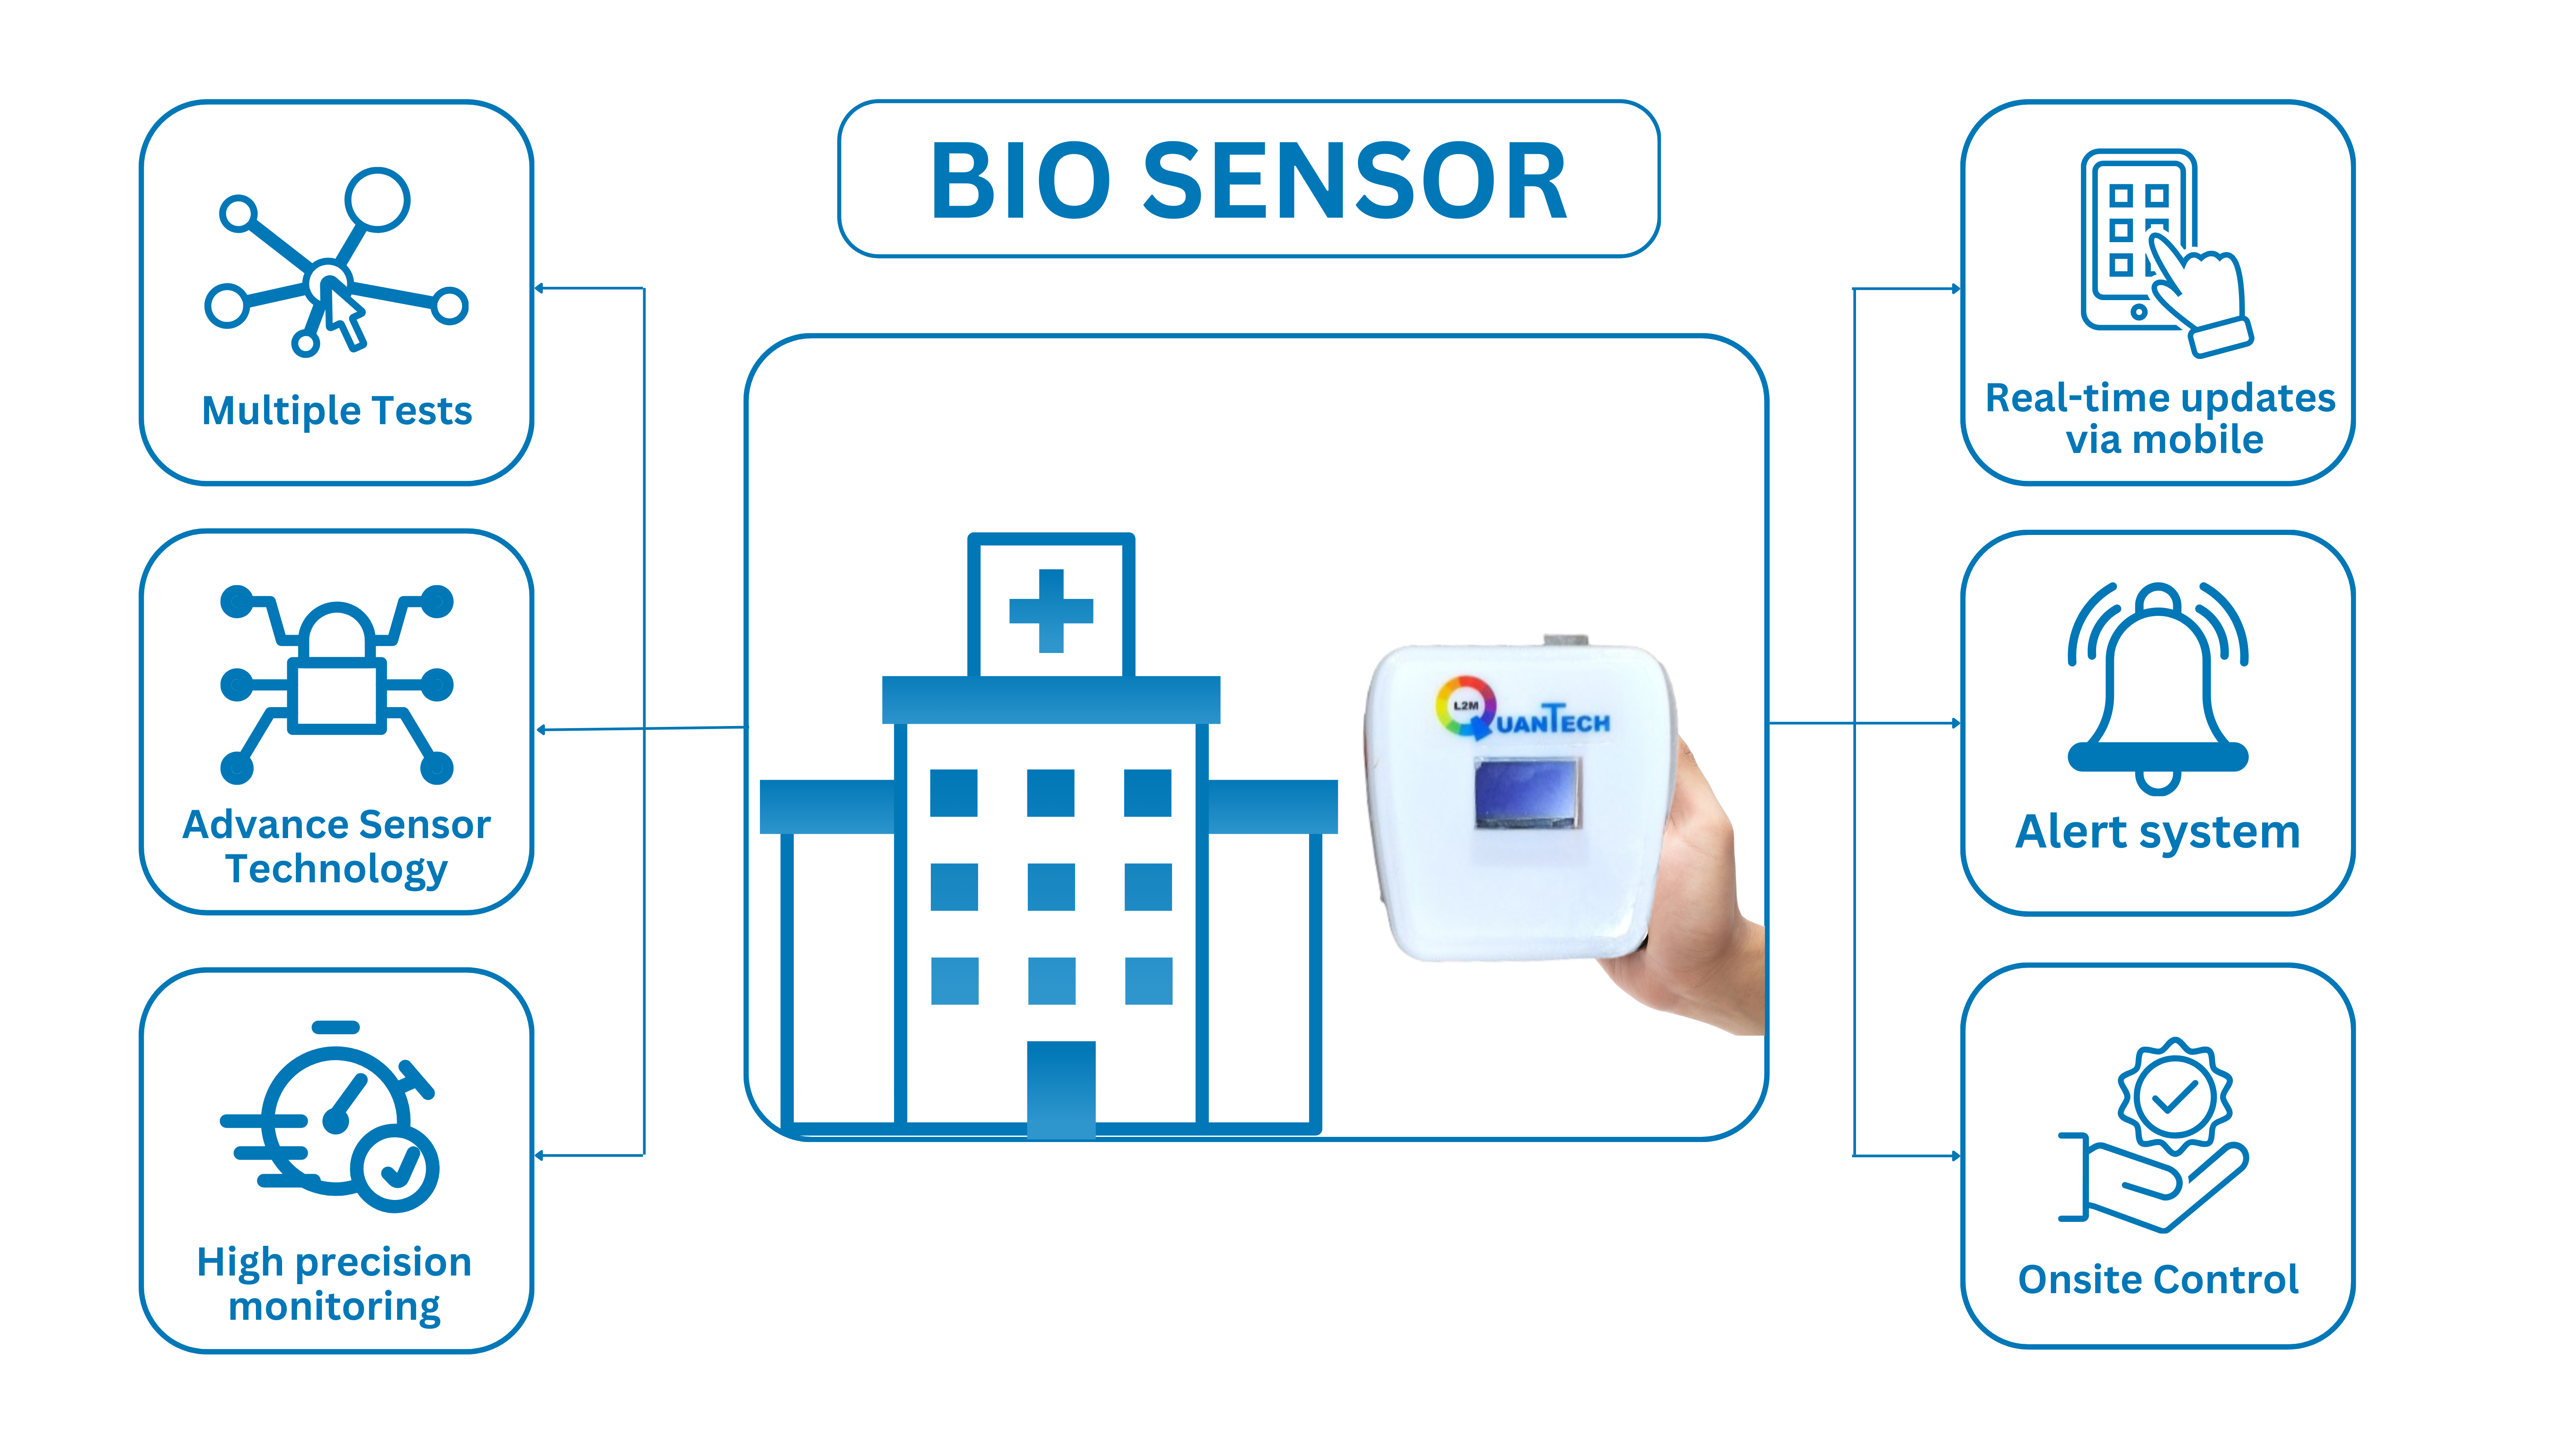 BIO SENSOR
Multiple Tests
Advance Sensor
Technology
High precision
monitoring
L2M
QUANTECH
Real-time updates
via mobile
Alert system
Onsite Control